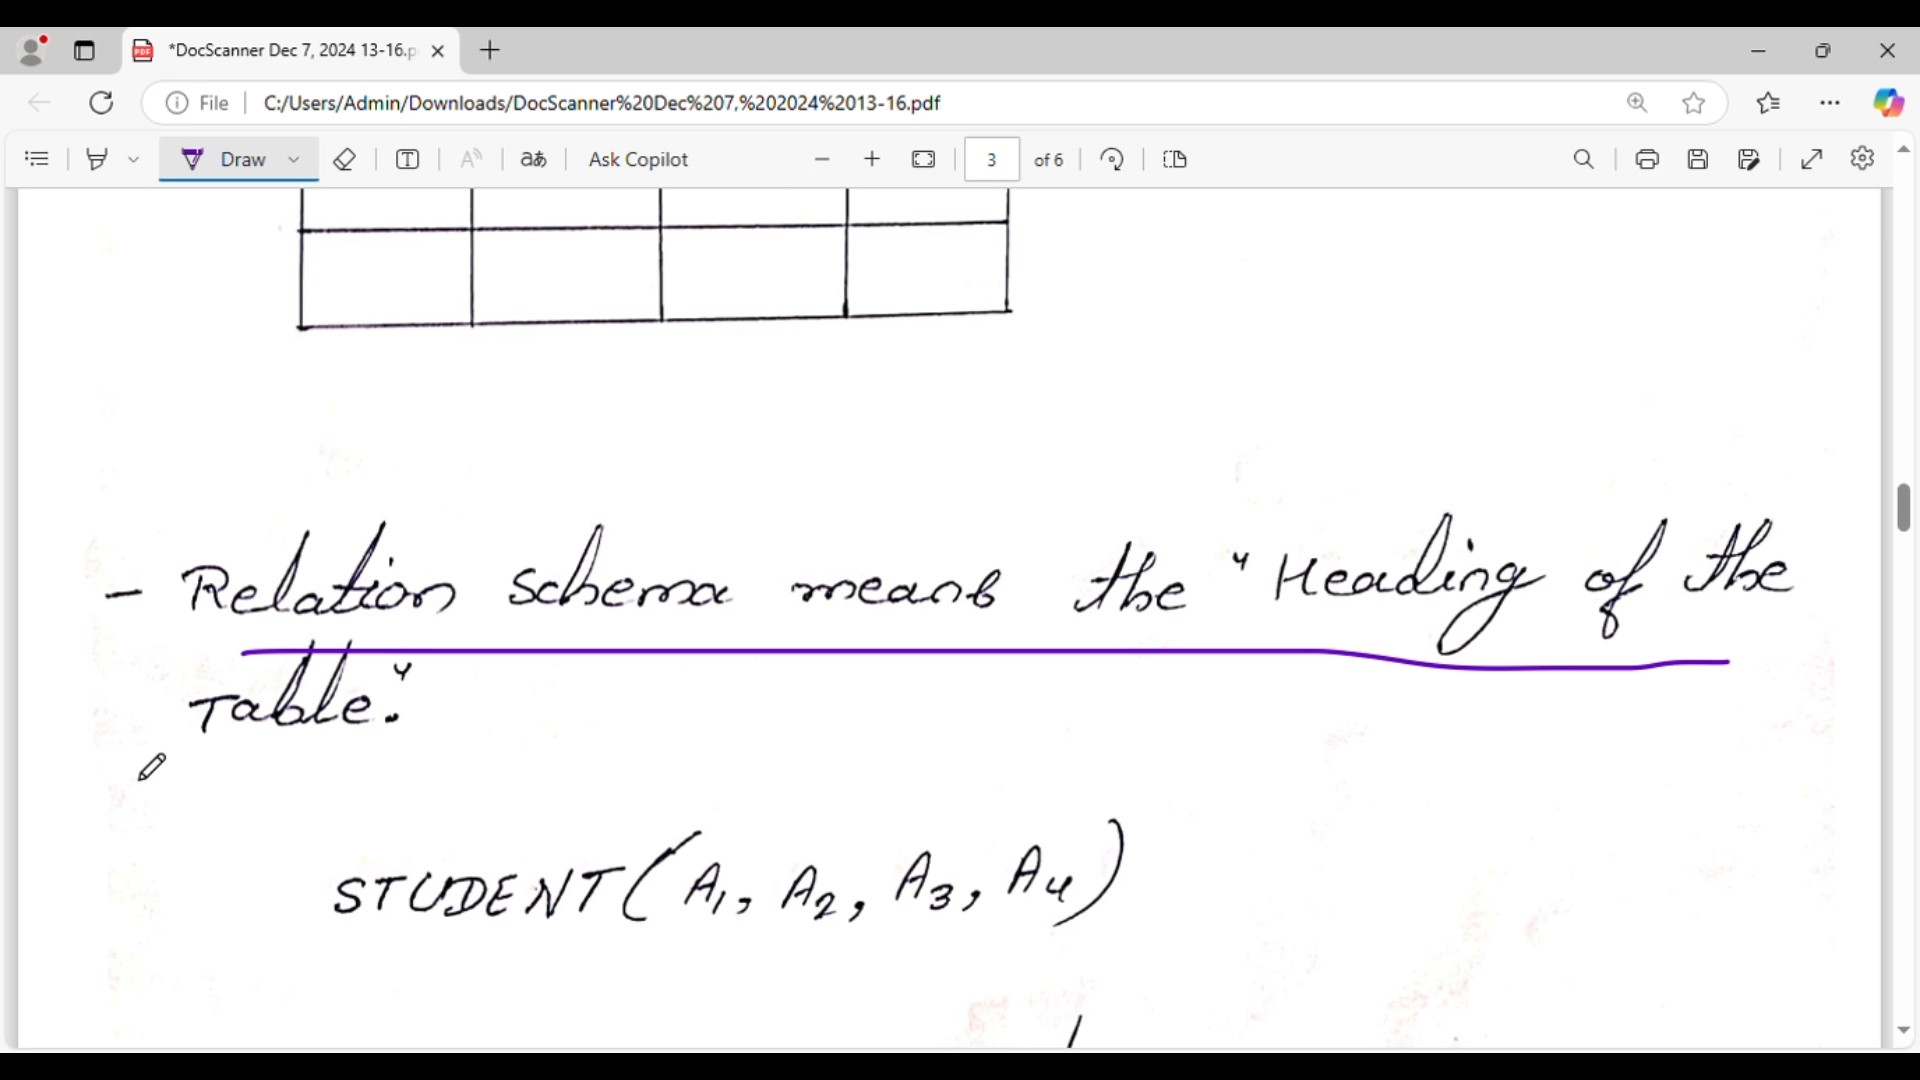 *DocScanner Dec 7, 2024 13-16.p
File C:/Users/Admin/Downloads/DocScanner%20Dec%207,%202024%2013-16.pdf
Draw Ask Copilot 3 of 6
- Relation schema means the "Heading of the
Table."
STUDENT(A1, A2, A3, A4)